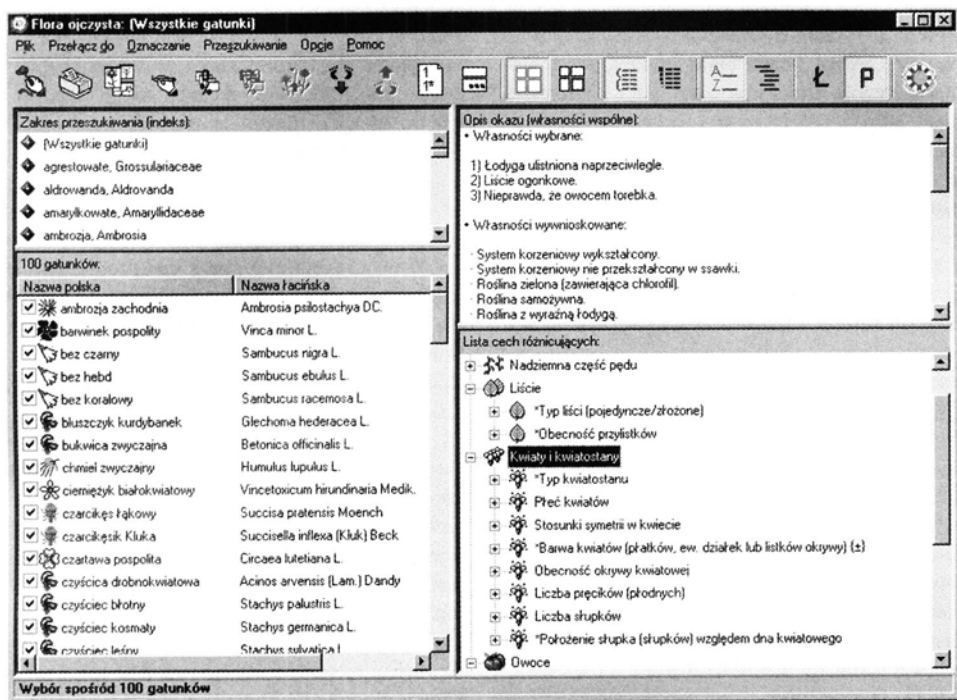 Flora ojczysta: (Wszystkie gatunki)
Plik Przełącz do Oznaczanie Przeszukiwanie Opcje Pomoc
1
1*
A
Z
Ł P
Zakres przeszukiwania (indeks):
(Wszystkie gatunki)
agrestowate, Grossulariaceae
aldrowanda, Aldrovanda
amarylkowate, Amaryllidaceae
ambrozja, Ambrosia
100 gatunków:
Nazwa polska Nazwa łacińska
ambrozja zachodnia Ambrosia psilostachya DC.
barwinek pospolity Vinca minor L.
bez czarny Sambucus nigra L.
bez hebd Sambucus ebulus L.
bez koralowy Sambucus racemosa L.
bluszczyk kurdybanek Glechoma hederacea L.
bukwica zwyczajna Betonica officinalis L.
chmiel zwyczajny Humulus lupulus L.
ciemiężyk białokwiatowy Vincetoxicum hirundinaria Medik.
czarcikęs łąkowy Succisa pratensis Moench
czarcikęsik Kluka Succisella inflexa (Kluk) Beck
czartawa pospolita Circaea lutetiana L.
czyścica drobnokwiatowa Acinos arvensis (Lam.) Dandy
czyściec błotny Stachys palustris L.
czyściec kosmaty Stachys germanica L.
czyściec leśny Stachys sylvatica L.
Opis okazu (własności wspólne):
• Własności wybrane:
1) Łodyga ulistniona naprzeciwlegle.
2) Liście ogonkowe.
3) Nieprawda, że owocem torebka.
• Własności wywnioskowane:
· System korzeniowy wykształcony.
· System korzeniowy nie przekształcony w ssawki.
· Roślina zielona (zawierająca chlorofil).
· Roślina samożywna.
· Roślina z wyraźną łodygą.
Lista cech różnicujących:
Nadziemna część pędu
Liście
*Typ liści (pojedyncze/złożone)
*Obecność przylistków
Kwiaty i kwiatostany
*Typ kwiatostanu
Płeć kwiatów
Stosunki symetrii w kwiecie
*Barwa kwiatów (płatków, ew. działek lub listków okrywy) (±)
Obecność okrywy kwiatowej
Liczba pręcików (płodnych)
Liczba słupków
*Położenie słupka (słupków) względem dna kwiatowego
Owoce
Wybór spośród 100 gatunków